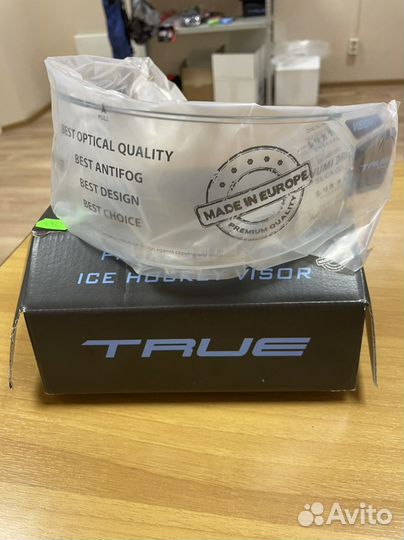 PULL
BEST OPTICAL QUALITY
BEST ANTIFOG
BEST DESIGN
BEST CHOICE
MADE IN EUROPE
PREMIUM QUALITY
TRUE
ICE HOCKEY VISOR
TRUE
Avito